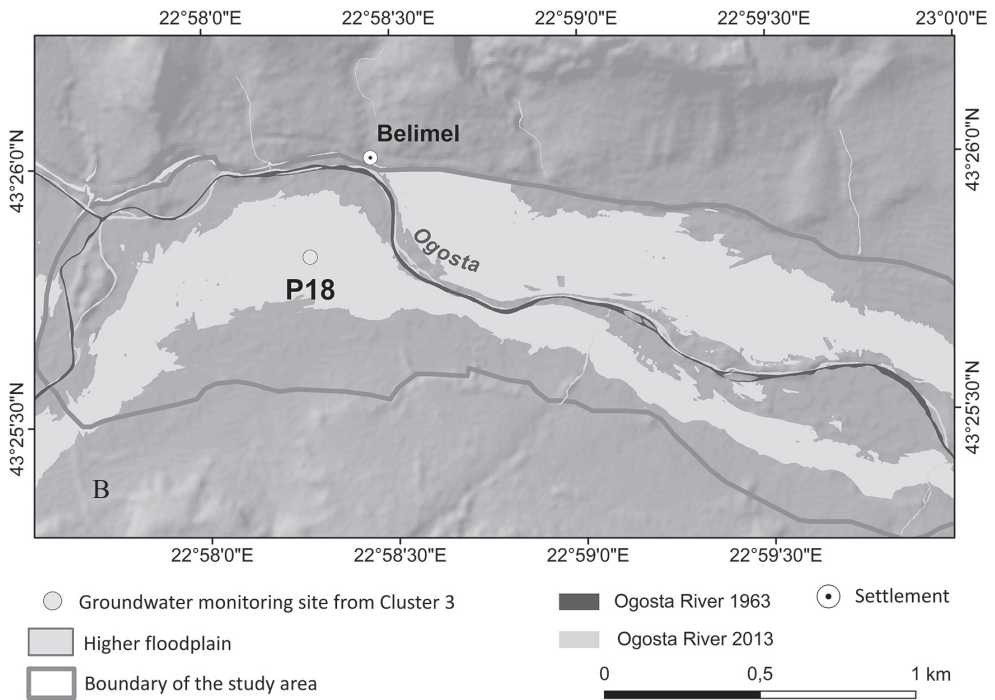 22°58'0"E 22°58'30"E 22°59'0"E 22°59'30"E 23°0'0"E
43°26'0"N
43°26'0"N
Belimel
Ogosta
P18
43°25'30"N
43°25'30"N
B
22°58'0"E 22°58'30"E 22°59'0"E 22°59'30"E
Groundwater monitoring site from Cluster 3
Higher floodplain
Boundary of the study area
Ogosta River 1963
Ogosta River 2013
Settlement
0 0,5 1 km